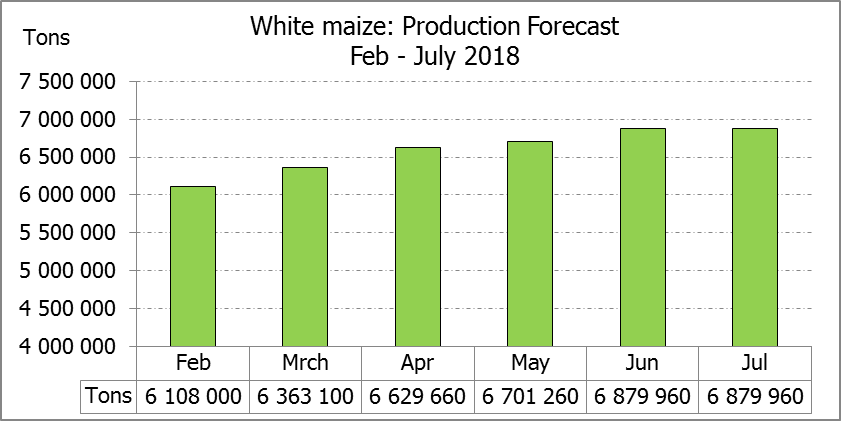 White maize: Production Forecast
Feb - July 2018
Tons
7 500 000
7 000 000
6 500 000
6 000 000
5 500 000
5 000 000
4 500 000
4 000 000
Feb Mrch Apr May Jun Jul
Tons 6 108 000 6 363 100 6 629 660 6 701 260 6 879 960 6 879 960